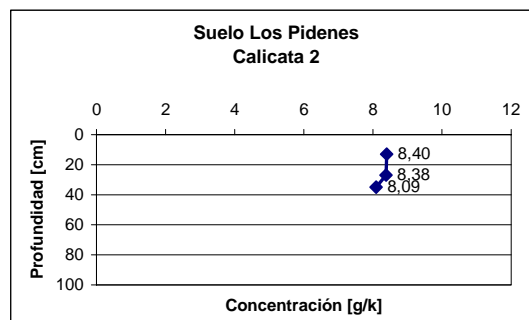 Suelo Los Pidenes
Calicata 2
0 2 4 6 8 10 12
0
20
40
60
80
100
8,40
8,38
8,09
Profundidad [cm]
Concentración [g/k]